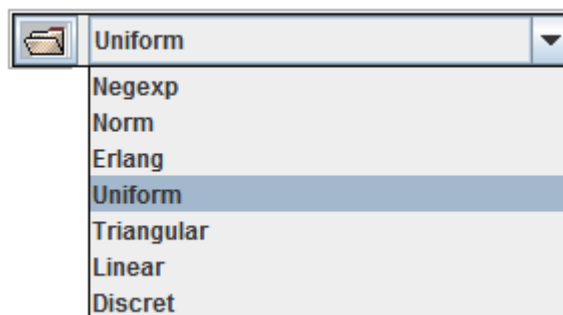 Uniform
Negexp
Norm
Erlang
Uniform
Triangular
Linear
Discret